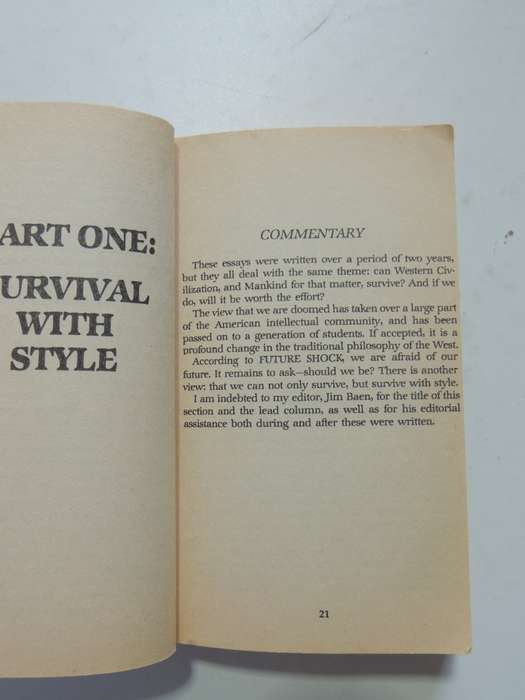 ART ONE:
URVIVAL
WITH
STYLE
COMMENTARY
These essays were written over a period of two years,
but they all deal with the same theme: can Western Civ-
ilization, and Mankind for that matter, survive? And if we
do, will it be worth the effort?
The view that we are doomed has taken over a large part
of the American intellectual community, and has been
passed on to a generation of students. If accepted, it is a
profound change in the traditional philosophy of the West.
According to FUTURE SHOCK, we are afraid of our
future. It remains to ask—should we be? There is another
view: that we can not only survive, but survive with style.
I am indebted to my editor, Jim Baen, for the title of this
section and the lead column, as well as for his editorial
assistance both during and after these were written.
21